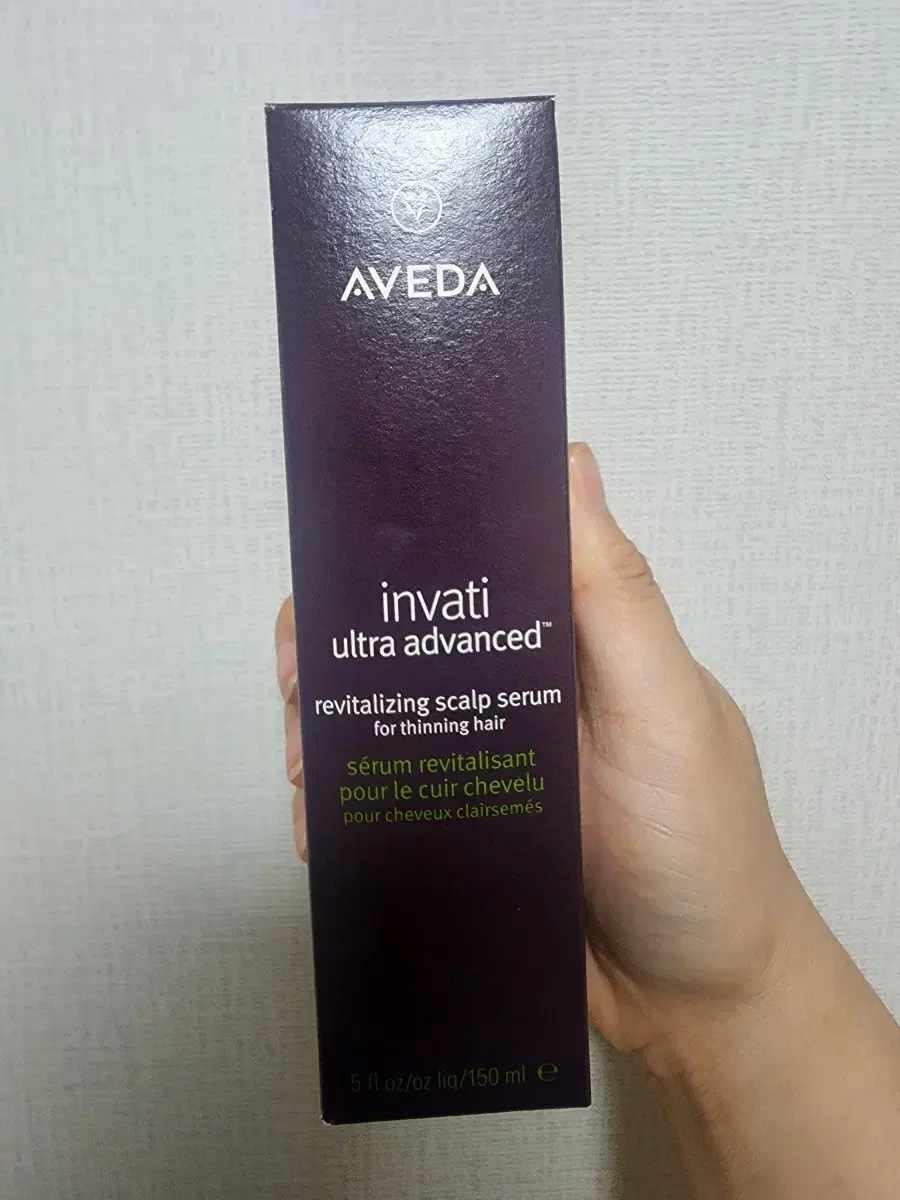 AVEDA
invati
ultra advanced™
revitalizing scalp serum
for thinning hair
sérum revitalisant
pour le cuir chevelu
pour cheveux clairsemés
5 fl oz/oz liq/150 ml ℮